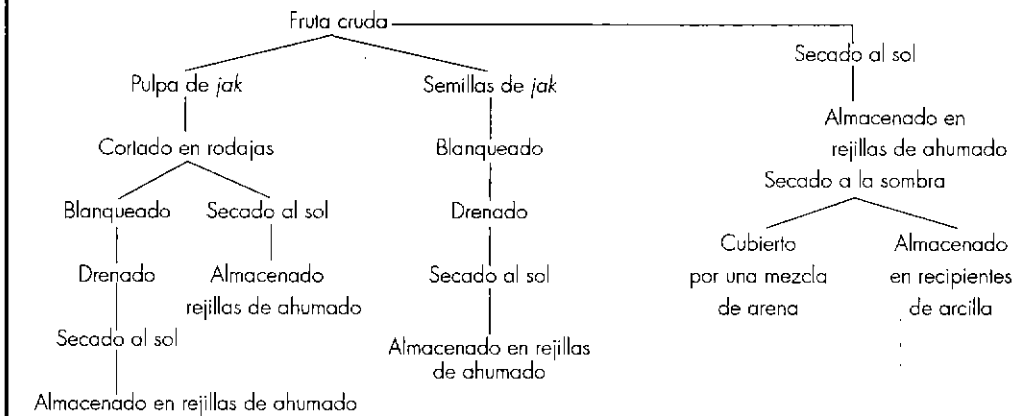 Fruta cruda
Secado al sol
Pulpa de jak
Semillas de jak
Almacenado en
rejillas de ahumado
Cortado en rodajas
Blanqueado
Secado a la sombra
Blanqueado
Secado al sol
Drenado
Cubierto
por una mezcla
de arena
Almacenado
en recipientes
de arcilla
Drenado
Almacenado
rejillas de ahumado
Secado al sol
Secado al sol
Almacenado en rejillas
de ahumado
Almacenado en rejillas de ahumado